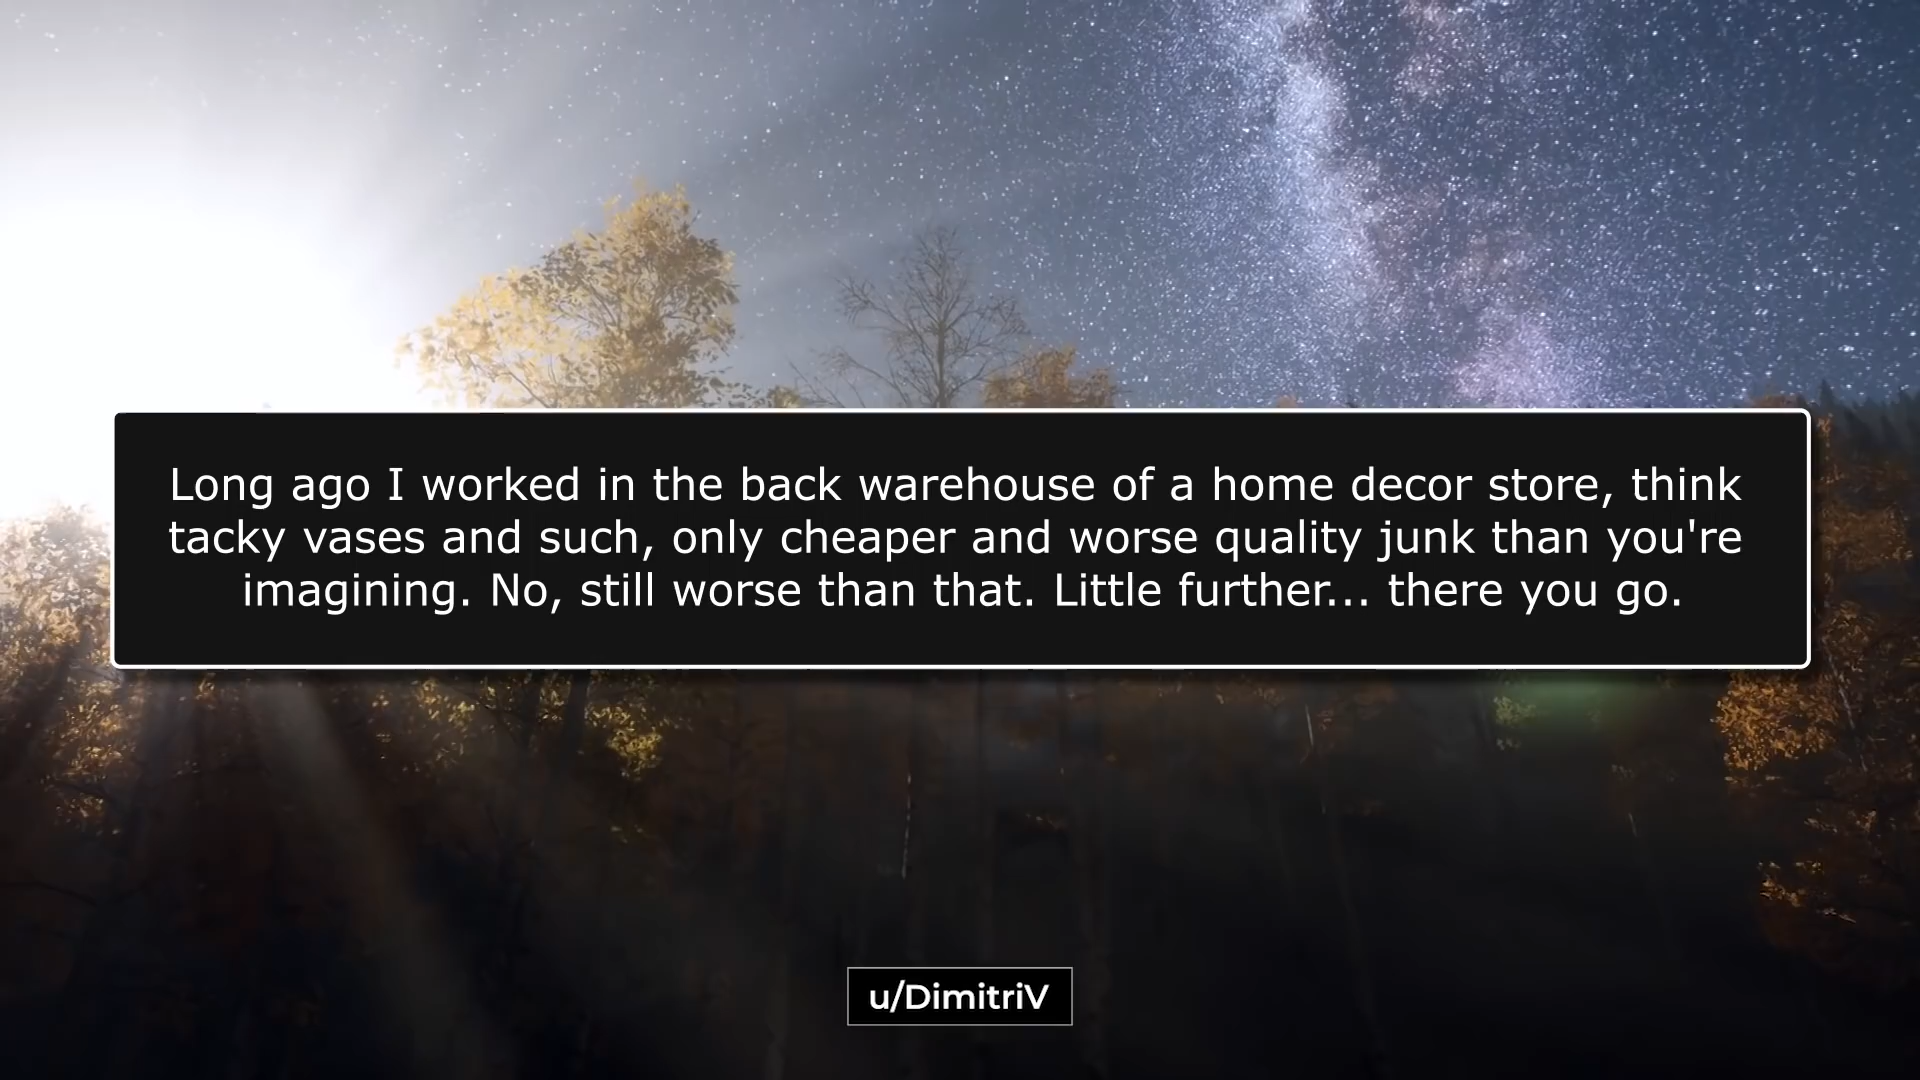 Long ago I worked in the back warehouse of a home decor store, think
tacky vases and such, only cheaper and worse quality junk than you're
imagining. No, still worse than that. Little further... there you go.
u/DimitriV